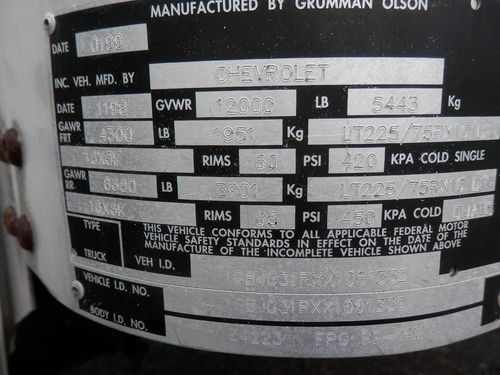 MANUFACTURED BY GRUMMAN OLSON
DATE 0199
INC. VEH. MFD. BY CHEVROLET
DATE 1198 GVWR 12000 LB 5443 Kg
GAWR FRT 4300 LB 1951 Kg LT225/75RX16 D
16X6K RIMS 60 PSI 420 KPA COLD SINGLE
GAWR RR 8600 LB 3901 Kg LT225/75RX16 D
16X6K RIMS 65 PSI 450 KPA COLD DUALS
TYPE TRUCK
THIS VEHICLE CONFORMS TO ALL APPLICABLE FEDERAL MOTOR
VEHICLE SAFETY STANDARDS IN EFFECT ON THE DATE OF
MANUFACTURE OF THE INCOMPLETE VEHICLE SHOWN ABOVE
VEH I.D. 1GBJG31RXX1081332
VEHICLE I.D. NO. 1GBJG31RXX1081332
BODY I.D. NO.